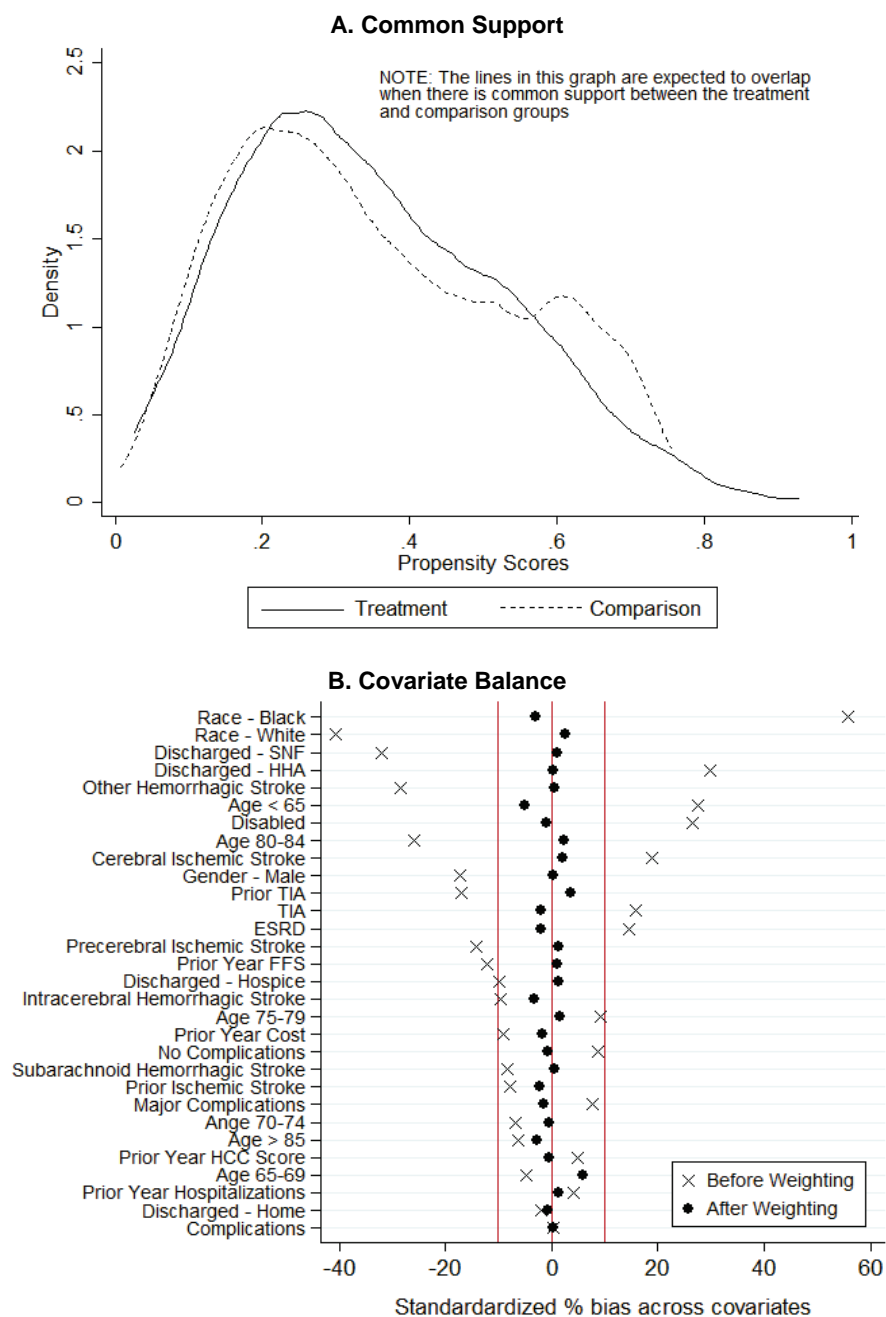 A. Common Support
NOTE: The lines in this graph are expected to overlap
when there is common support between the treatment
and comparison groups
2.5
2
1.5
1
.5
0
Density
0 .2 .4 .6 .8 1
Propensity Scores
Treatment Comparison
B. Covariate Balance
Race - Black
Race - White
Discharged - SNF
Discharged - HHA
Other Hemorrhagic Stroke
Age < 65
Disabled
Age 80-84
Cerebral Ischemic Stroke
Gender - Male
Prior TIA
TIA
ESRD
Precerebral Ischemic Stroke
Prior Year FFS
Discharged - Hospice
Intracerebral Hemorrhagic Stroke
Age 75-79
Prior Year Cost
No Complications
Subarachnoid Hemorrhagic Stroke
Prior Ischemic Stroke
Major Complications
Ange 70-74
Age > 85
Prior Year HCC Score
Age 65-69
Prior Year Hospitalizations
Discharged - Home
Complications
Before Weighting
After Weighting
-40 -20 0 20 40 60
Standardardized % bias across covariates